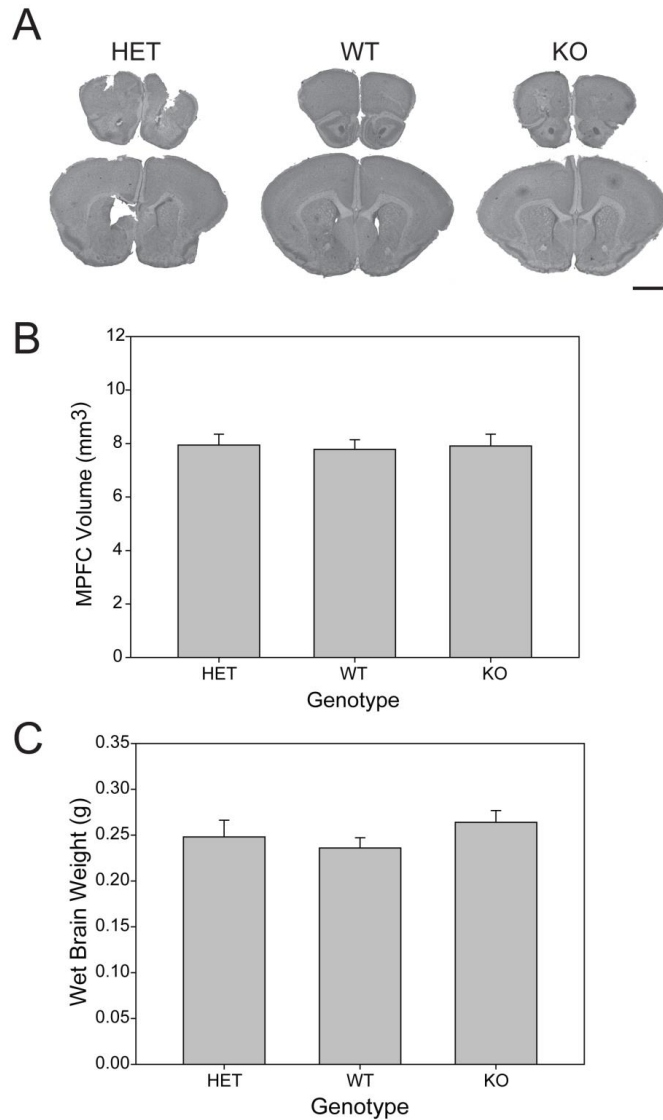 A
HET WT KO
B
MPFC Volume (mm3)
12
10
8
6
4
2
0
HET WT KO
Genotype
C
Wet Brain Weight (g)
0.35
0.30
0.25
0.20
0.15
0.10
0.05
0.00
HET WT KO
Genotype